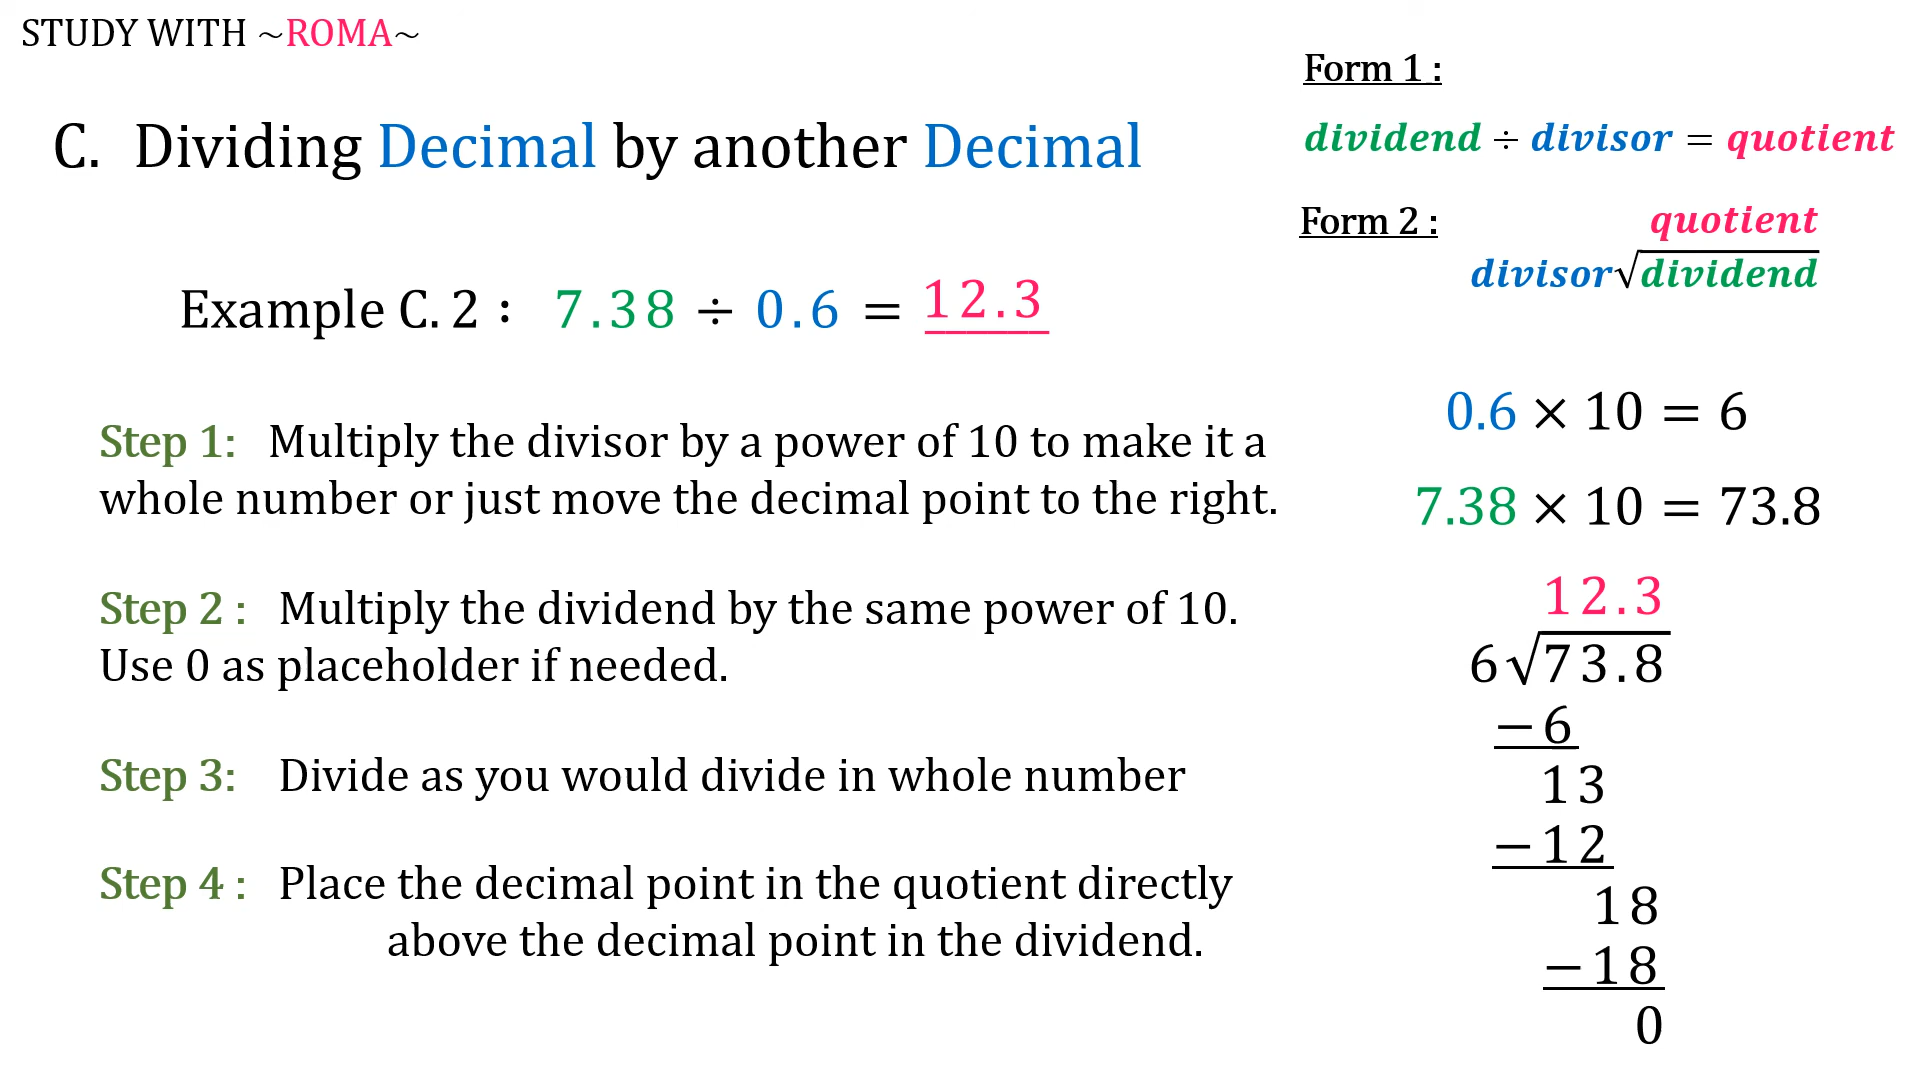 STUDY WITH ~ROMA~
C. Dividing Decimal by another Decimal
Example C. 2 : 7.38 ÷ 0.6 = 12.3
Step 1: Multiply the divisor by a power of 10 to make it a
whole number or just move the decimal point to the right.
Step 2 : Multiply the dividend by the same power of 10.
Use 0 as placeholder if needed.
Step 3: Divide as you would divide in whole number
Step 4 : Place the decimal point in the quotient directly
above the decimal point in the dividend.
Form 1 :
dividend ÷ divisor = quotient
Form 2 :
quotient
divisor√dividend
0.6 × 10 = 6
7.38 × 10 = 73.8
12.3
6√73.8
−6
13
−12
18
−18
0